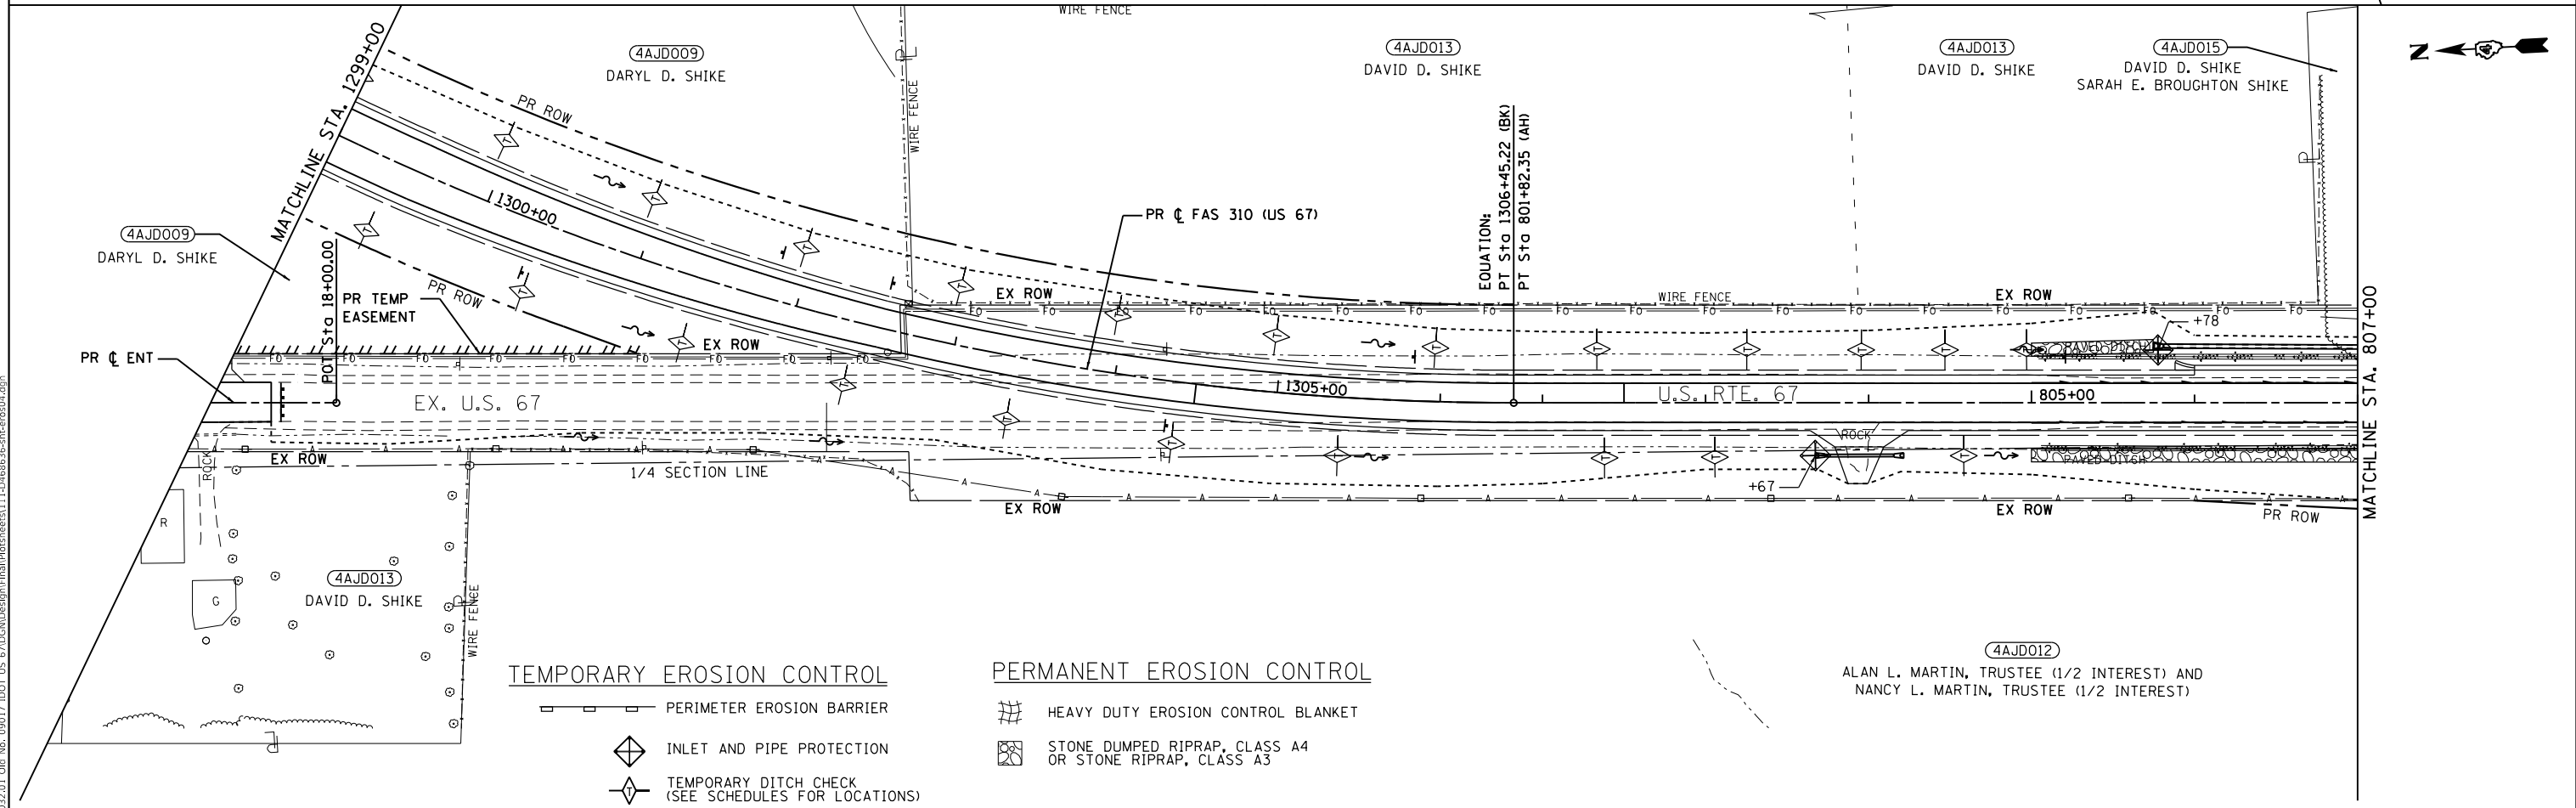 WIRE FENCE
MATCHLINE STA. 1299+00
4AJD009
DARYL D. SHIKE
PR ROW
WIRE FENCE
4AJD013
DAVID D. SHIKE
4AJD013
DAVID D. SHIKE
4AJD015
DAVID D. SHIKE
SARAH E. BROUGHTON SHIKE
N
4AJD009
DARYL D. SHIKE
1300+00
PR ROW
POT Sta 18+00.00
PR TEMP
EASEMENT
PR ℄ ENT
EX ROW
EX. U.S. 67
EX ROW
PR ℄ FAS 310 (US 67)
EQUATION:
PT Sta 1306+45.22 (BK)
PT Sta 801+82.35 (AH)
WIRE FENCE
EX ROW
+78
PAVED DITCH
1305+00
U.S. RTE. 67
805+00
MATCHLINE STA. 807+00
ROCK
EX ROW
1/4 SECTION LINE
EX ROW
ROCK
+67
PAVED DITCH
EX ROW
PR ROW
R
G
4AJD013
DAVID D. SHIKE
WIRE FENCE
4AJD012
ALAN L. MARTIN, TRUSTEE (1/2 INTEREST) AND
NANCY L. MARTIN, TRUSTEE (1/2 INTEREST)
TEMPORARY EROSION CONTROL
PERIMETER EROSION BARRIER
INLET AND PIPE PROTECTION
T
TEMPORARY DITCH CHECK
(SEE SCHEDULES FOR LOCATIONS)
PERMANENT EROSION CONTROL
HEAVY DUTY EROSION CONTROL BLANKET
STONE DUMPED RIPRAP, CLASS A4
OR STONE RIPRAP, CLASS A3